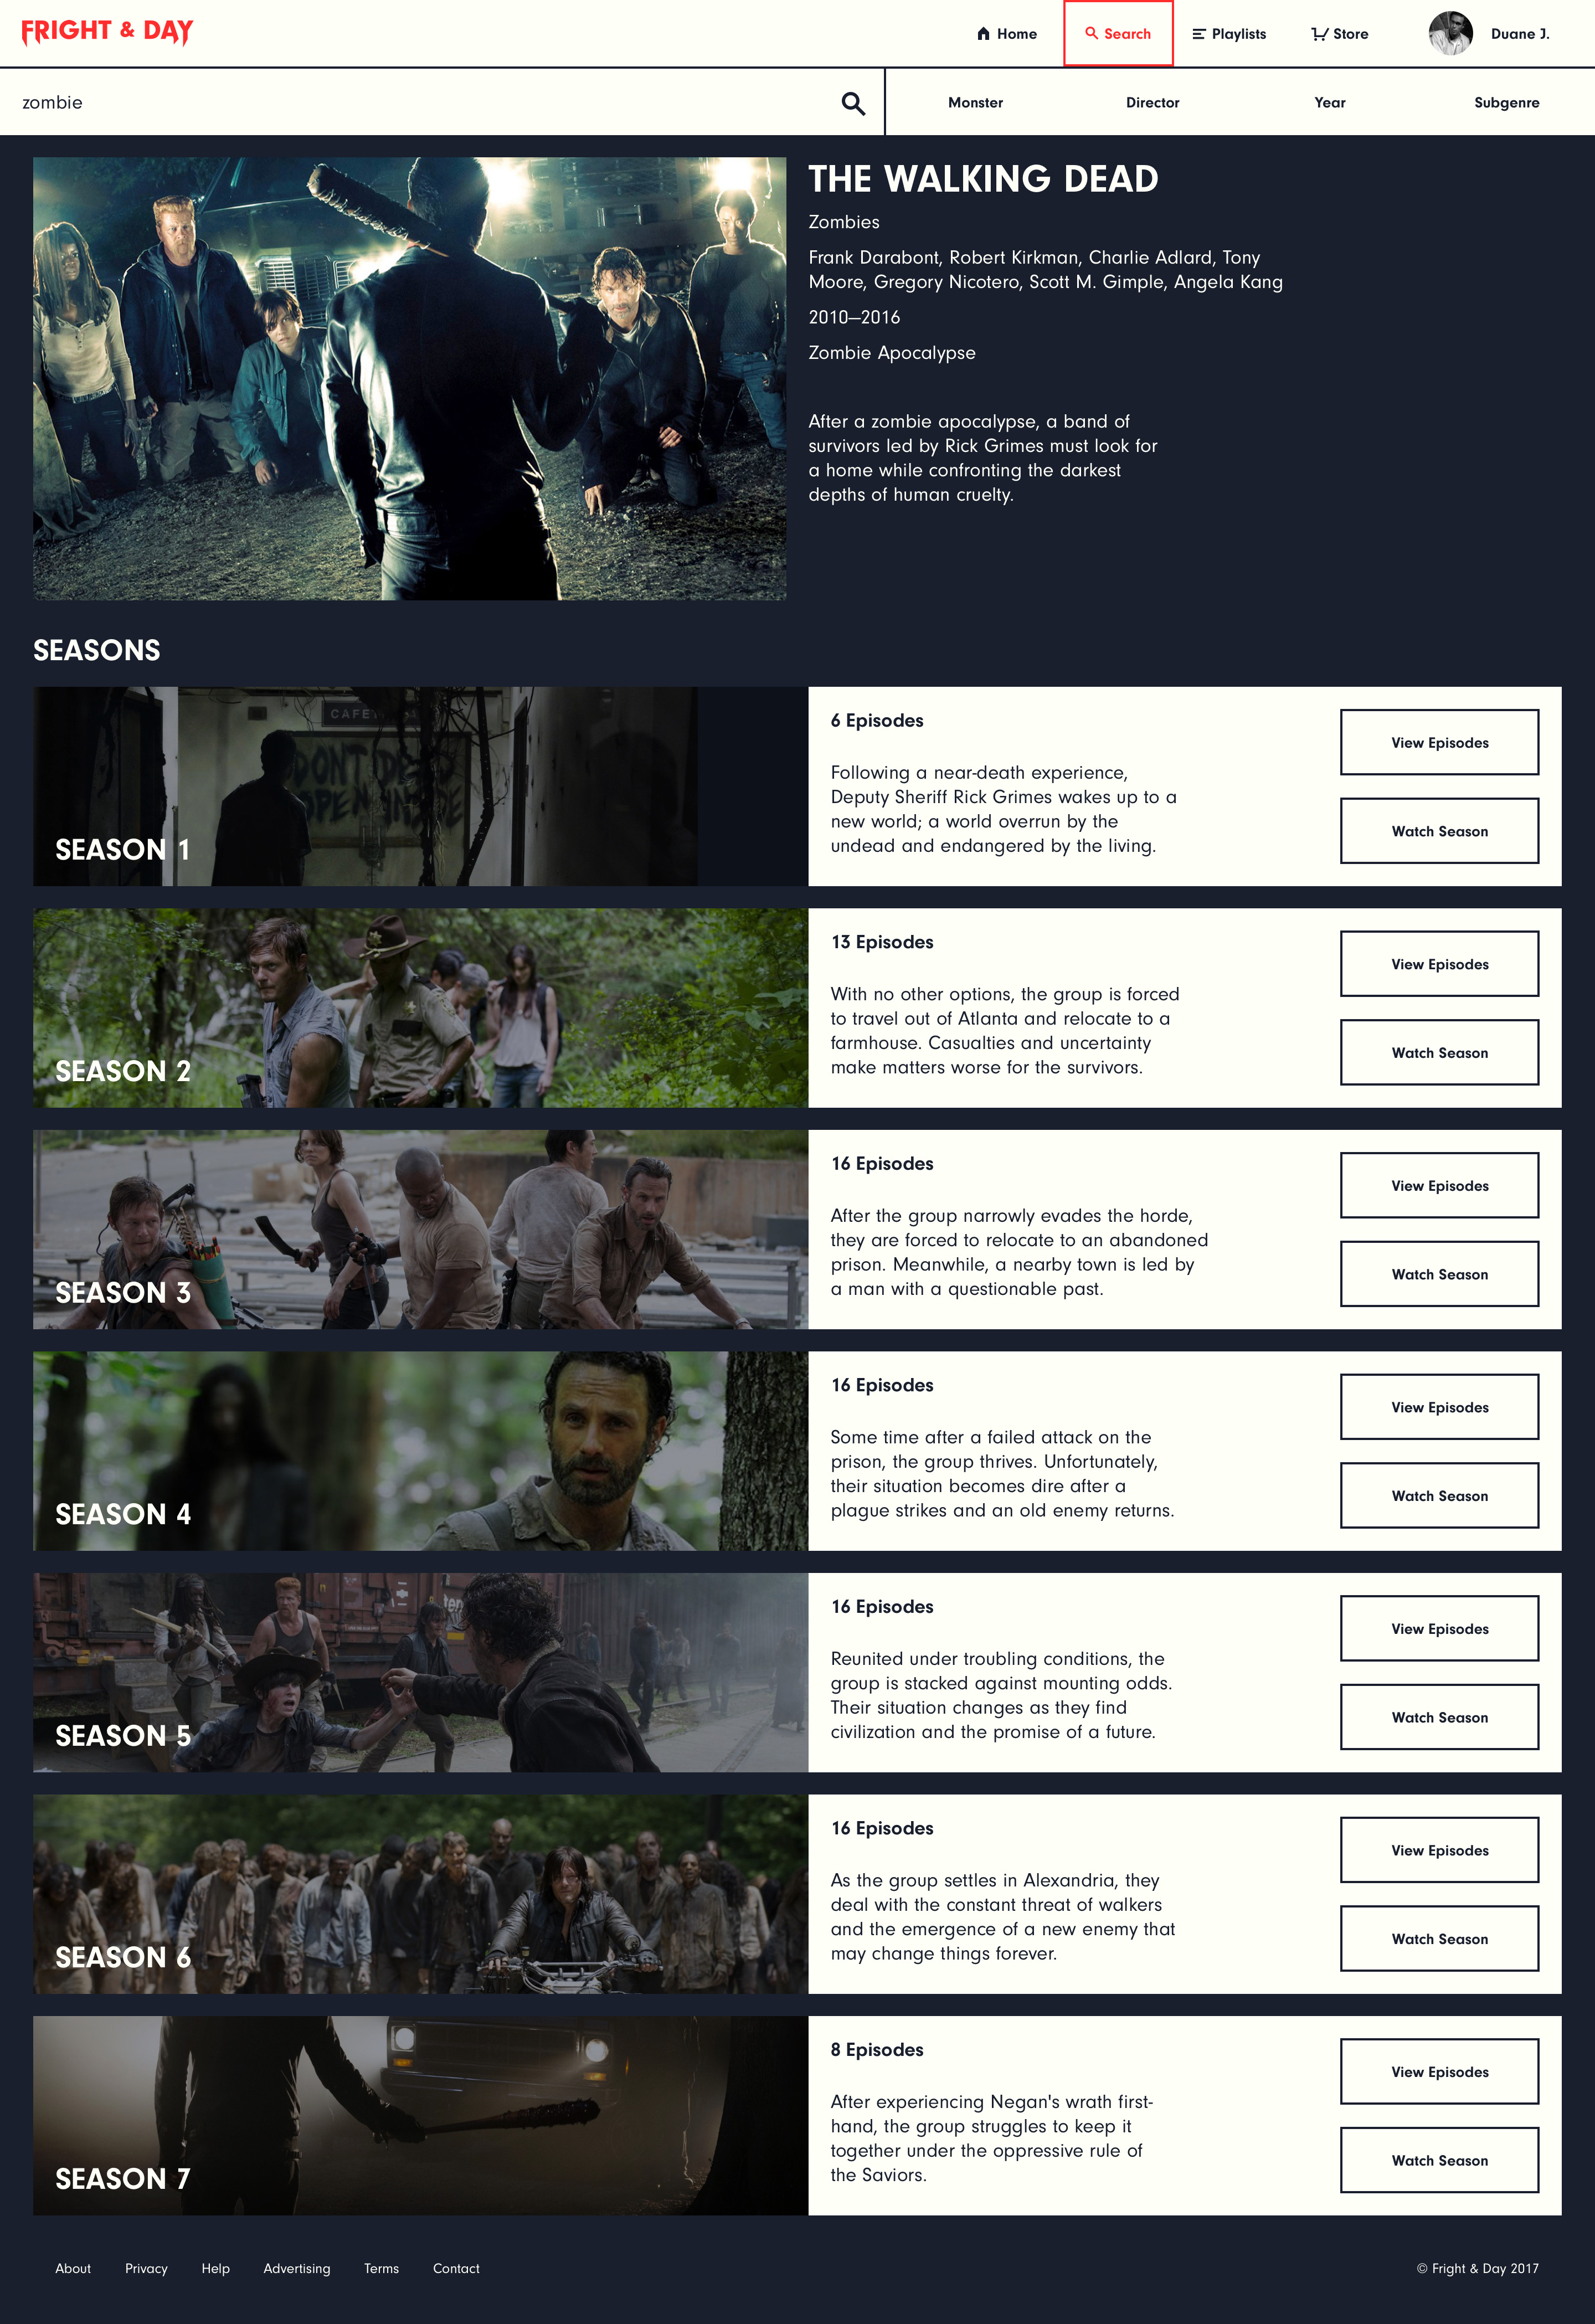 FRIGHT & DAY
Home
Search
Playlists
Store
Duane J.
zombie
Monster
Director
Year
Subgenre
THE WALKING DEAD
Zombies
Frank Darabont, Robert Kirkman, Charlie Adlard, Tony
Moore, Gregory Nicotero, Scott M. Gimple, Angela Kang
2010—2016
Zombie Apocalypse
After a zombie apocalypse, a band of
survivors led by Rick Grimes must look for
a home while confronting the darkest
depths of human cruelty.
SEASONS
SEASON 1
6 Episodes
Following a near-death experience,
Deputy Sheriff Rick Grimes wakes up to a
new world; a world overrun by the
undead and endangered by the living.
View Episodes
Watch Season
SEASON 2
13 Episodes
With no other options, the group is forced
to travel out of Atlanta and relocate to a
farmhouse. Casualties and uncertainty
make matters worse for the survivors.
View Episodes
Watch Season
SEASON 3
16 Episodes
After the group narrowly evades the horde,
they are forced to relocate to an abandoned
prison. Meanwhile, a nearby town is led by
a man with a questionable past.
View Episodes
Watch Season
SEASON 4
16 Episodes
Some time after a failed attack on the
prison, the group thrives. Unfortunately,
their situation becomes dire after a
plague strikes and an old enemy returns.
View Episodes
Watch Season
SEASON 5
16 Episodes
Reunited under troubling conditions, the
group is stacked against mounting odds.
Their situation changes as they find
civilization and the promise of a future.
View Episodes
Watch Season
SEASON 6
16 Episodes
As the group settles in Alexandria, they
deal with the constant threat of walkers
and the emergence of a new enemy that
may change things forever.
View Episodes
Watch Season
SEASON 7
8 Episodes
After experiencing Negan's wrath first-
hand, the group struggles to keep it
together under the oppressive rule of
the Saviors.
View Episodes
Watch Season
About
Privacy
Help
Advertising
Terms
Contact
© Fright & Day 2017